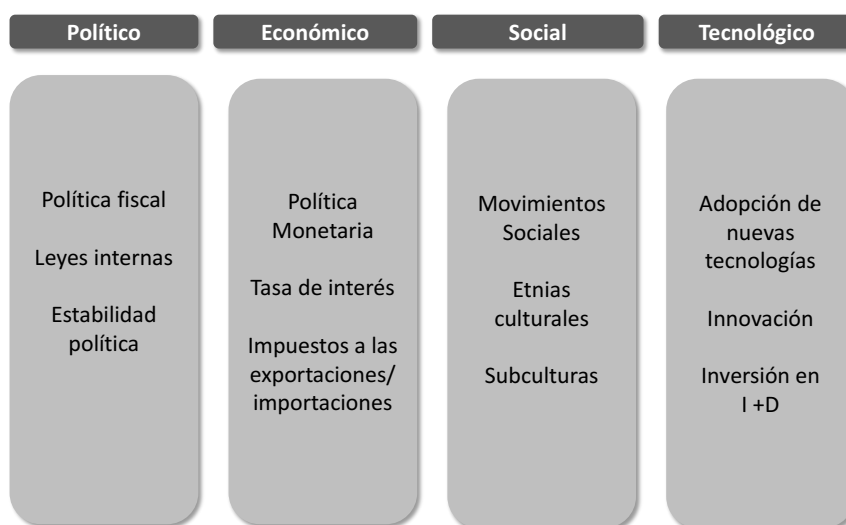 Político
Política fiscal
Leyes internas
Estabilidad
política
Económico
Política
Monetaria
Tasa de interés
Impuestos a las
exportaciones/
importaciones
Social
Movimientos
Sociales
Etnias
culturales
Subculturas
Tecnológico
Adopción de
nuevas
tecnologías
Innovación
Inversión en
I +D